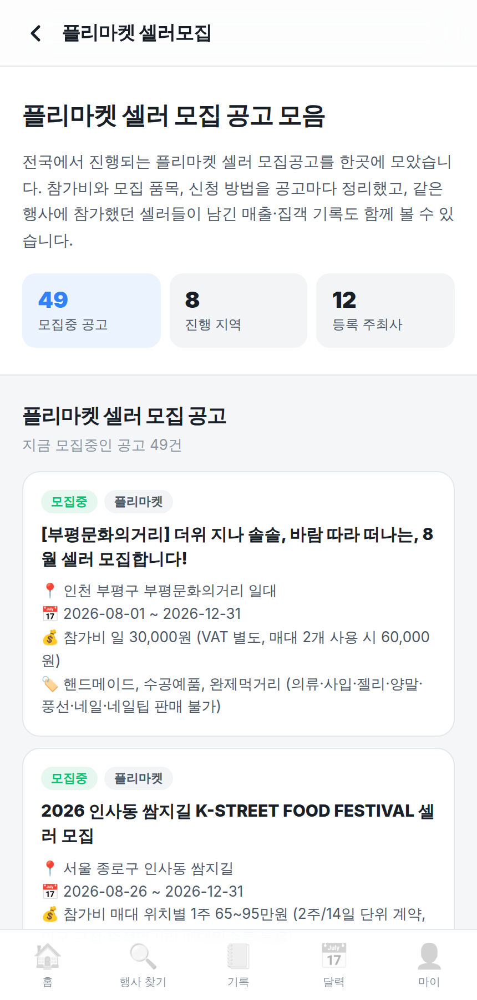 플리마켓 셀러모집
플리마켓 셀러 모집 공고 모음
전국에서 진행되는 플리마켓 셀러 모집공고를 한곳에 모았습니
다. 참가비와 모집 품목, 신청 방법을 공고마다 정리했고, 같은
행사에 참가했던 셀러들이 남긴 매출·집객 기록도 함께 볼 수 있
습니다.
49
모집중 공고
8
진행 지역
12
등록 주최사
플리마켓 셀러 모집 공고
지금 모집중인 공고 49건
모집중 플리마켓
[부평문화의거리] 더위 지나 솔솔, 바람 따라 떠나는, 8
월 셀러 모집합니다!
📍 인천 부평구 부평문화의거리 일대
📅 2026-08-01 ~ 2026-12-31
💰 참가비 일 30,000원 (VAT 별도, 매대 2개 사용 시 60,000
원)
🏷️ 핸드메이드, 수공예품, 완제먹거리 (의류·사입·젤리·양말·
풍선·네일·네일팁 판매 불가)
모집중 플리마켓
2026 인사동 쌈지길 K-STREET FOOD FESTIVAL 셀
러 모집
📍 서울 종로구 인사동 쌈지길
📅 2026-08-26 ~ 2026-12-31
💰 참가비 매대 위치별 1주 65~95만원 (2주/14일 단위 계약,
홈
행사 찾기
기록
달력
마이